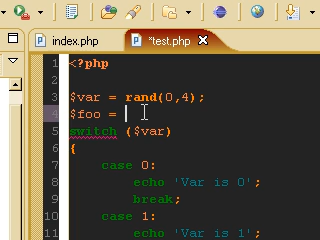 index.php *test.php
1 <?php
2
3 $var = rand(0,4);
4 $foo =
5 switch ($var)
6 {
7 case 0:
8 echo 'Var is 0';
9 break;
10 case 1:
11 echo 'Var is 1';